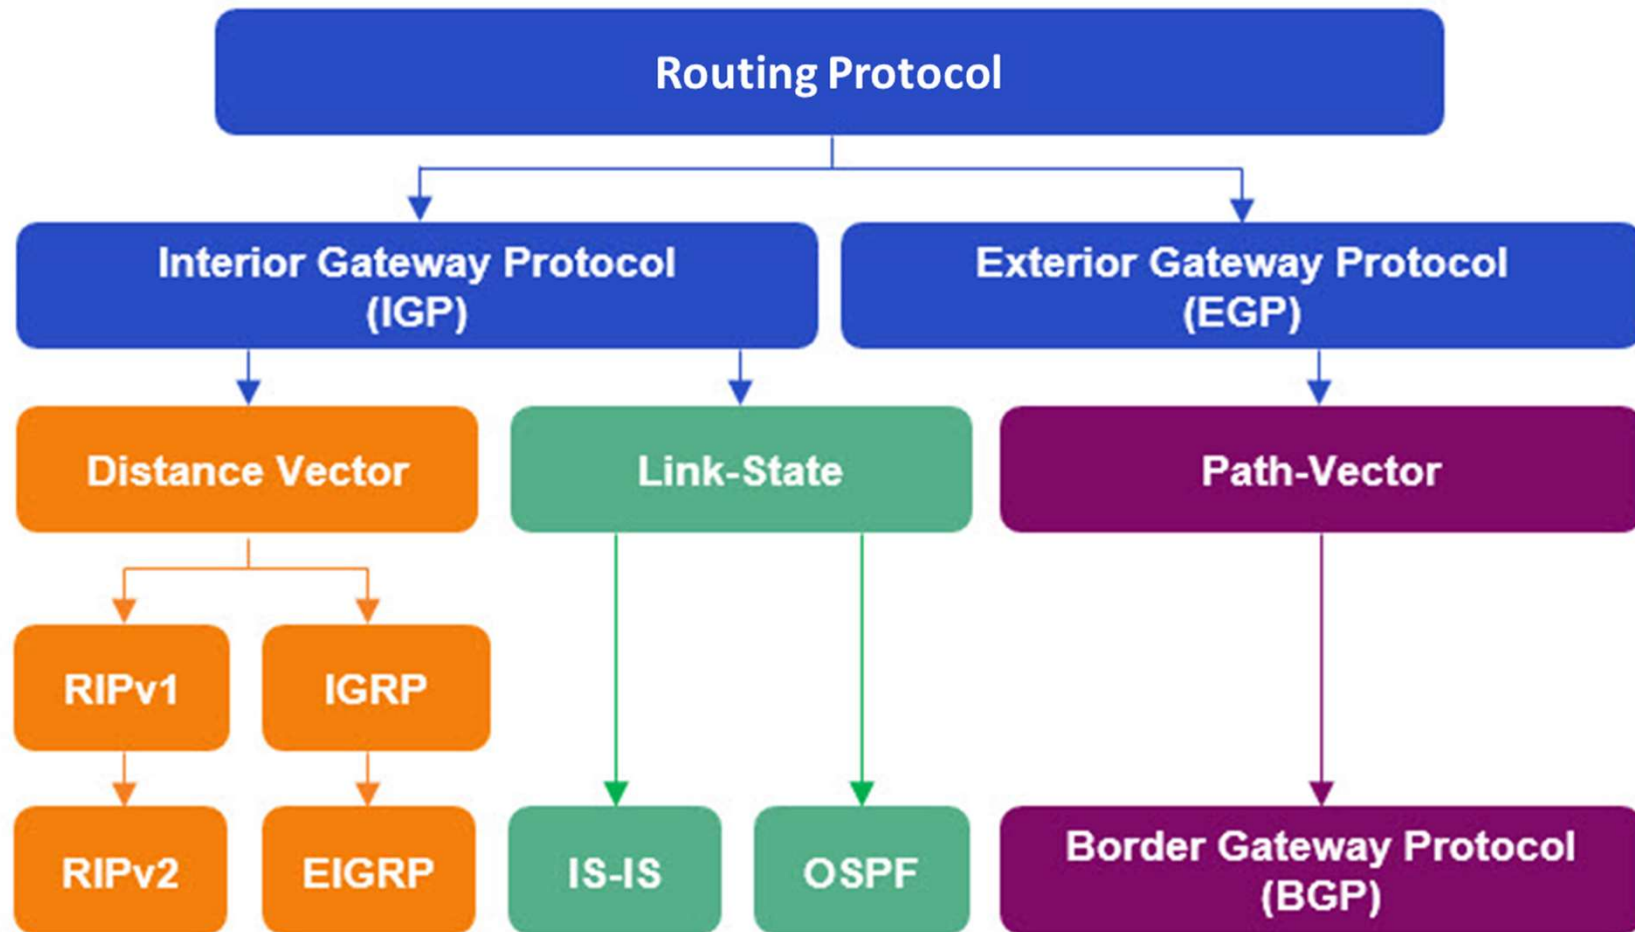 Routing Protocol
Interior Gateway Protocol
(IGP)
Exterior Gateway Protocol
(EGP)
Distance Vector
Link-State
Path-Vector
RIPv1
IGRP
RIPv2
EIGRP
IS-IS
OSPF
Border Gateway Protocol
(BGP)